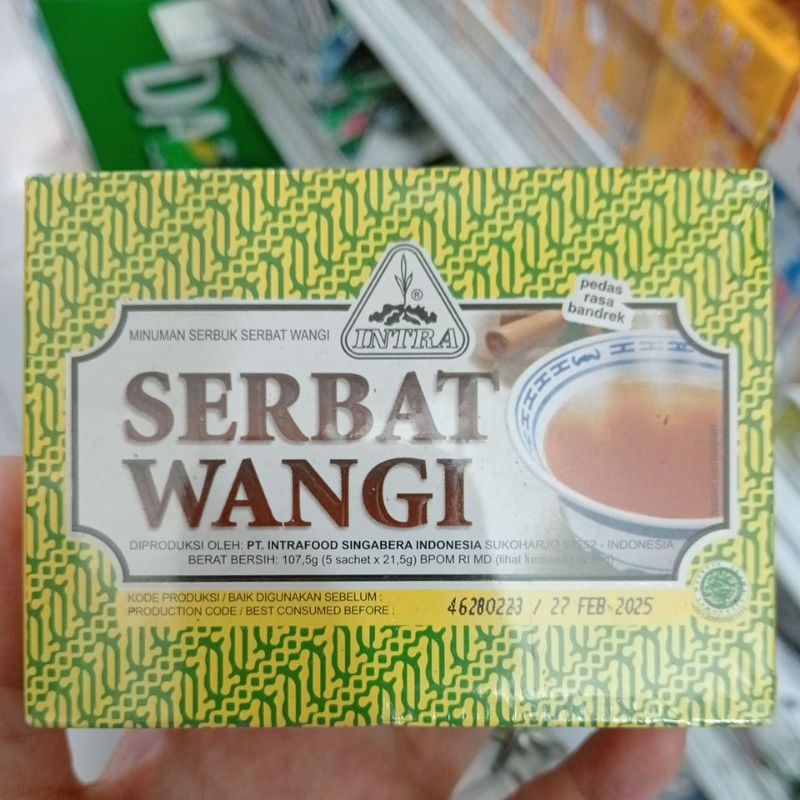 DA
pedas
rasa
bandrek
MINUMAN SERBUK SERBAT WANGI
INTRA
®
SERBAT
WANGI
DIPRODUKSI OLEH: PT. INTRAFOOD SINGABERA INDONESIA SUKOHARJO 57552 - INDONESIA
BERAT BERSIH: 107,5g (5 sachet x 21,5g) BPOM RI MD (lihat kemasan
KODE PRODUKSI / BAIK DIGUNAKAN SEBELUM :
PRODUCTION CODE / BEST CONSUMED BEFORE : 46280223 / 27 FEB 2025